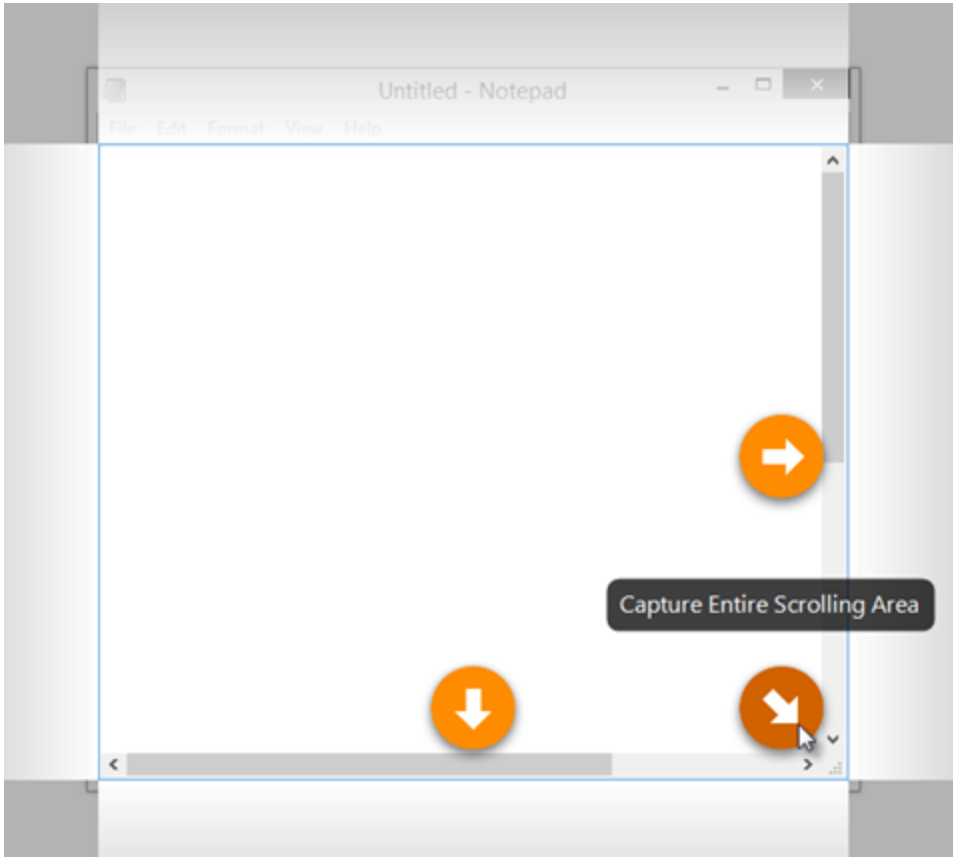 Untitled - Notepad
File Edit Format View Help
Capture Entire Scrolling Area